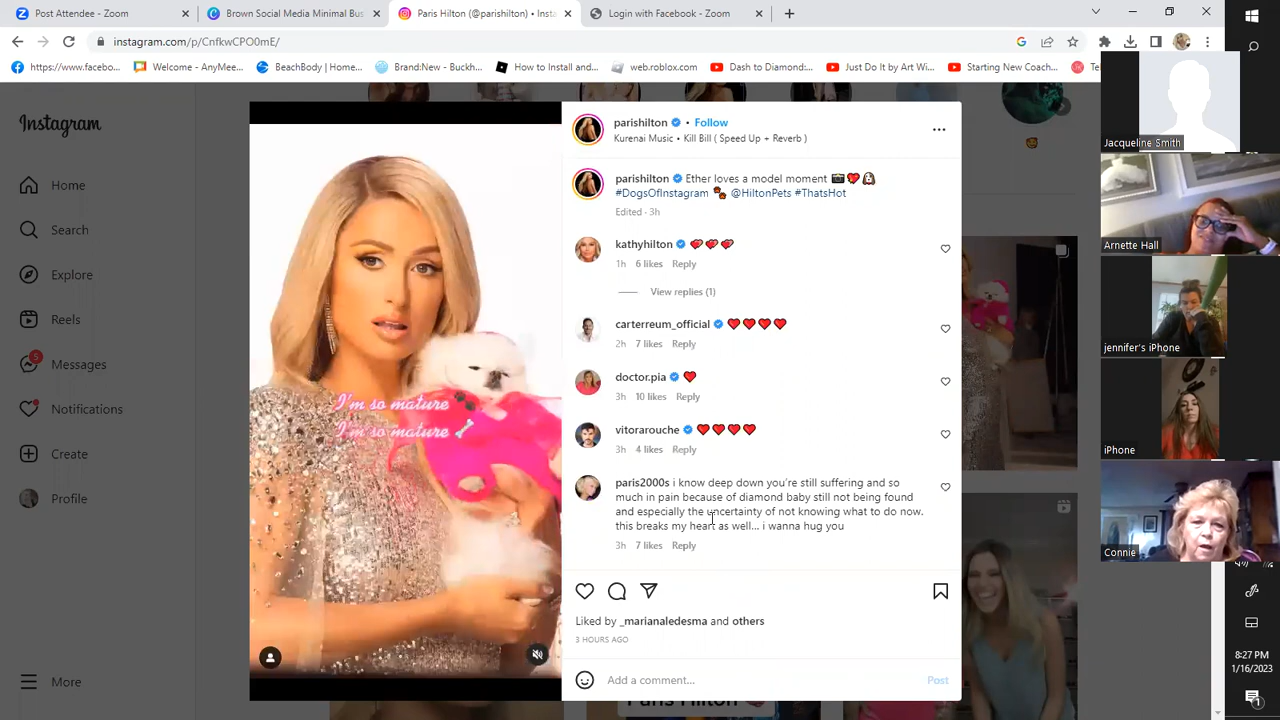 Post Attendee - Zoom
Brown Social Media Minimal Bus
Paris Hilton (@parishilton) • Inst
Login with Facebook - Zoom
instagram.com/p/CnfkwCPO0mE/
https://www.facebo...
Welcome - AnyMee...
BeachBody | Home...
Brand:New - Buckh...
How to Install and...
web.roblox.com
Dash to Diamond:...
Just Do It by Art Wi...
Starting New Coach...
Instagram
Home
Search
Explore
Reels
5
Messages
Notifications
Create
Profile
More
I'm so mature
I'm so mature
parishilton • Follow
Kurenai Music • Kill Bill ( Speed Up + Reverb )
parishilton Ether loves a model moment
#DogsOfInstagram @HiltonPets #ThatsHot
Edited · 3h
kathyhilton
1h 6 likes Reply
View replies (1)
carterreum_official
2h 7 likes Reply
doctor.pia
3h 10 likes Reply
vitorarouche
3h 4 likes Reply
paris2000s i know deep down you're still suffering and so
much in pain because of diamond baby still not being found
and especially the uncertainty of not knowing what to do now.
this breaks my heart as well... i wanna hug you
3h 7 likes Reply
Liked by _marianaledesma and others
3 HOURS AGO
Add a comment...
Post
Jacqueline Smith
Arnette Hall
jennifer's iPhone
iPhone
Connie
8:27 PM
1/16/2023